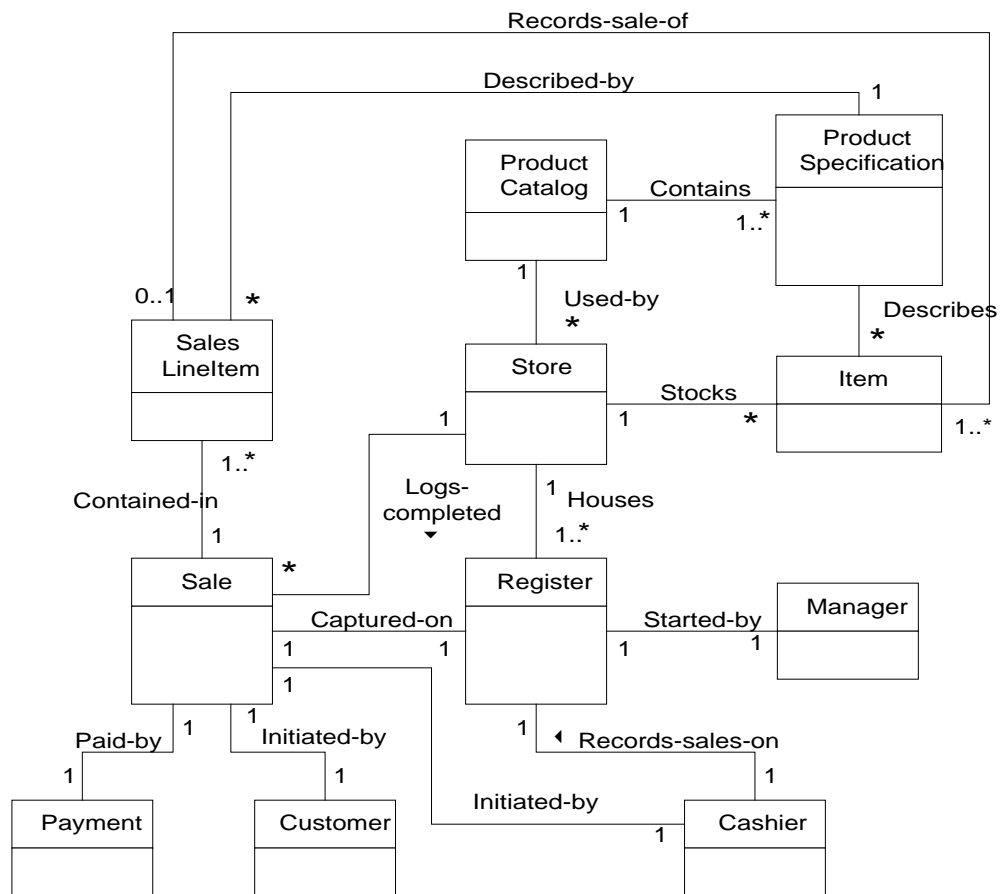 Records-sale-of
Described-by
1
Product
Catalog
Product
Specification
Contains
1
1..*
1
0..1
*
Used-by
*
Describes
*
Sales
LineItem
Store
Item
Stocks
1
1
*
1..*
1..*
Contained-in
1
Logs-
completed
1
Houses
1..*
Sale
*
Register
Manager
Captured-on
1
1
Started-by
1
1
1
1
1
1
Paid-by
Initiated-by
Records-sales-on
1
1
1
Initiated-by
1
Payment
Customer
Cashier